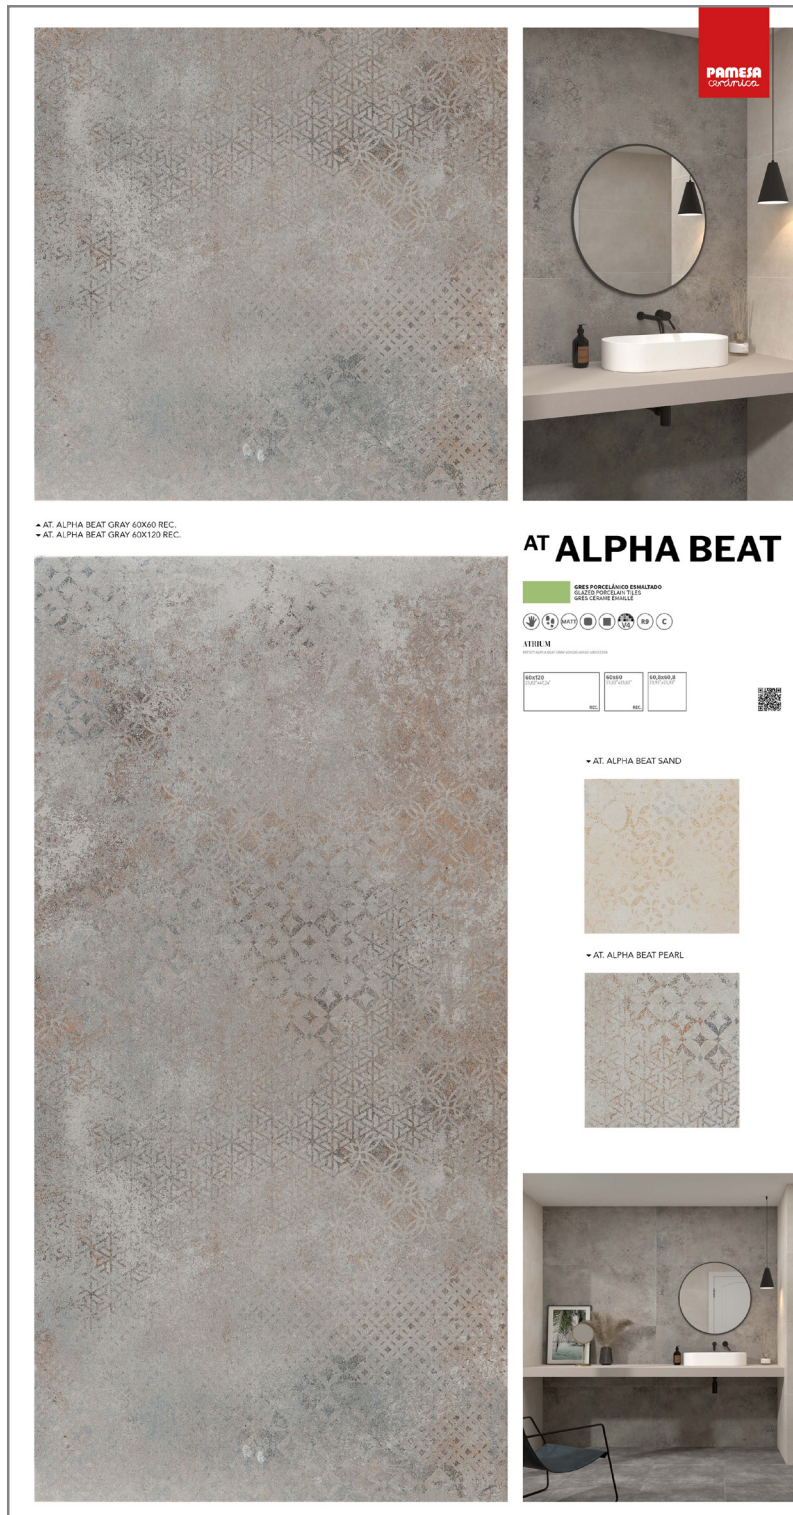 PAMESA
cerámica
AT. ALPHA BEAT GRAY 60X60 REC.
AT. ALPHA BEAT GRAY 60X120 REC.
AT ALPHA BEAT
GRES PORCELÁNICO ESMALTADO
GLAZED PORCELAIN TILES
GRÈS CÉRAME ÉMAILLÉ
MATT
V4
R9
C
ATRIUM
60x120
REC.
60x60
REC.
60,8x60,8
AT. ALPHA BEAT SAND
AT. ALPHA BEAT PEARL